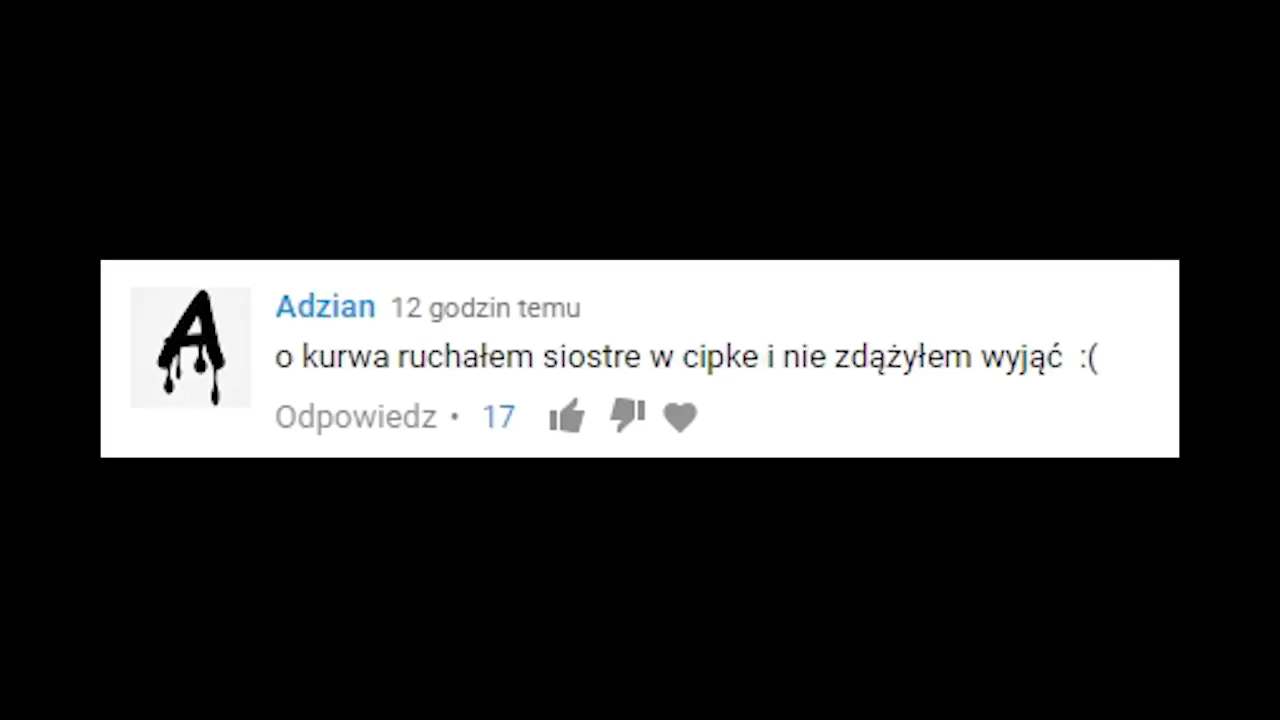 Adzian 12 godzin temu
o kurwa ruchałem siostre w cipke i nie zdążyłem wyjąć :(
Odpowiedz • 17